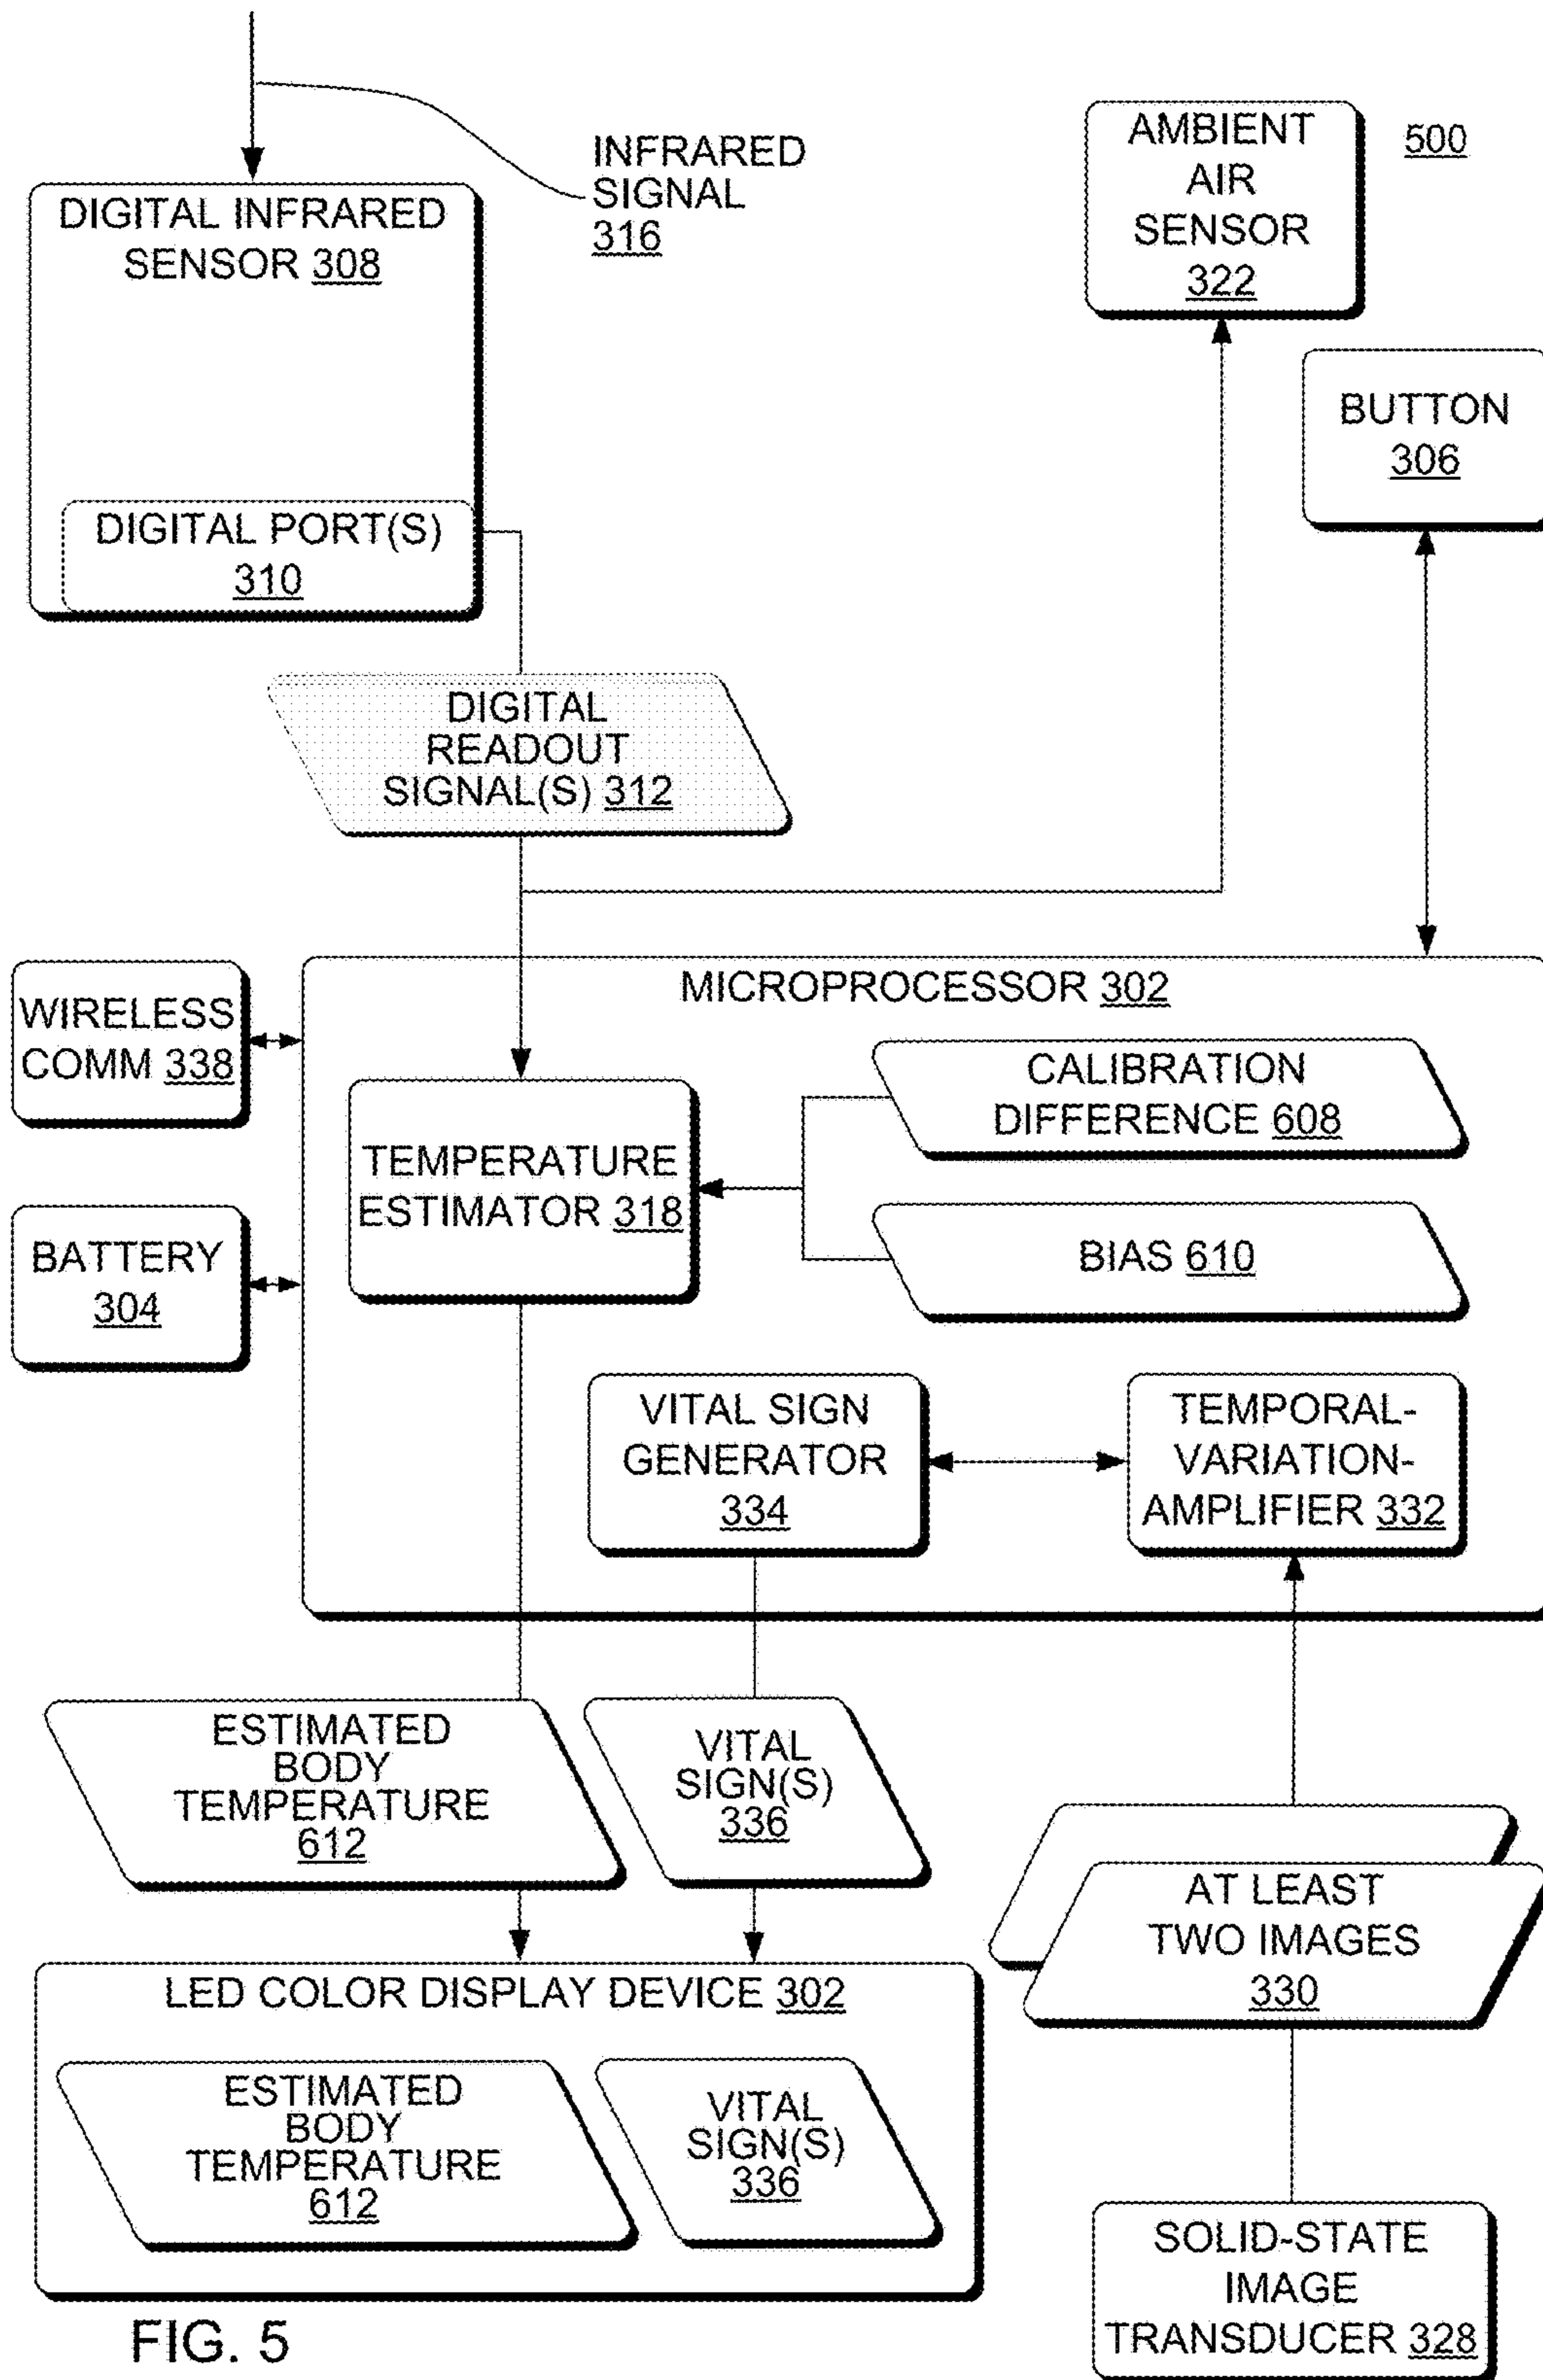 INFRARED
SIGNAL
316
AMBIENT
AIR
SENSOR
322
500
DIGITAL INFRARED
SENSOR 308
BUTTON
306
DIGITAL PORT(S)
310
DIGITAL
READOUT
SIGNAL(S) 312
MICROPROCESSOR 302
WIRELESS
COMM 338
CALIBRATION
DIFFERENCE 608
TEMPERATURE
ESTIMATOR 318
BATTERY
304
BIAS 610
VITAL SIGN
GENERATOR
334
TEMPORAL-
VARIATION-
AMPLIFIER 332
ESTIMATED
BODY
TEMPERATURE
612
VITAL
SIGN(S)
336
AT LEAST
TWO IMAGES
330
LED COLOR DISPLAY DEVICE 302
ESTIMATED
BODY
TEMPERATURE
612
VITAL
SIGN(S)
336
SOLID-STATE
IMAGE
TRANSDUCER 328
FIG. 5